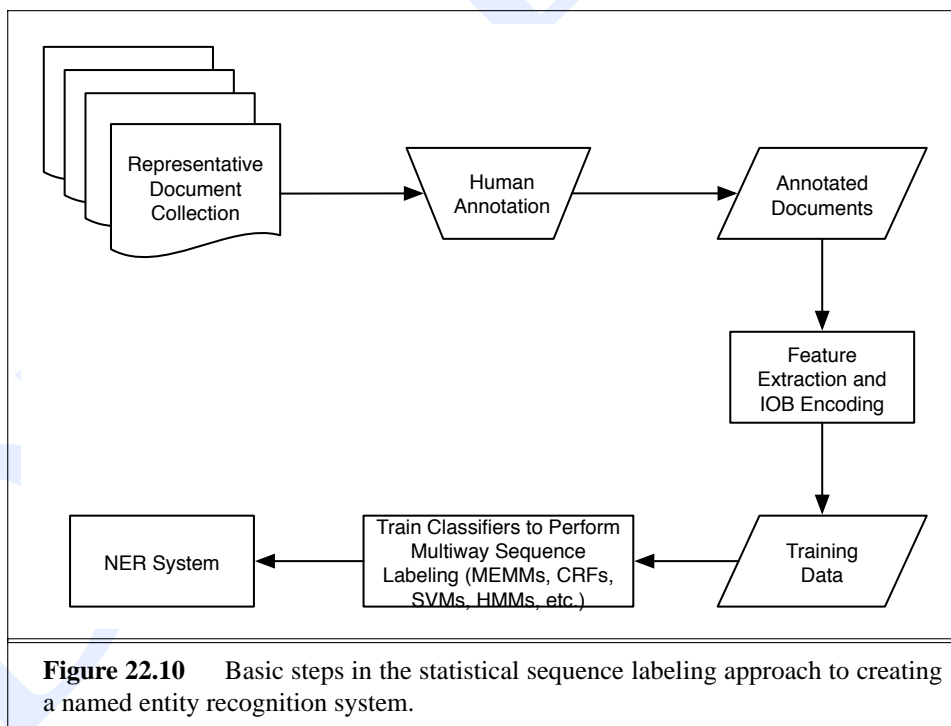 Representative
Document
Collection
Human
Annotation
Annotated
Documents
Feature
Extraction and
IOB Encoding
Training
Data
Train Classifiers to Perform
Multiway Sequence
Labeling (MEMMs, CRFs,
SVMs, HMMs, etc.)
NER System
Figure 22.10 Basic steps in the statistical sequence labeling approach to creating
a named entity recognition system.